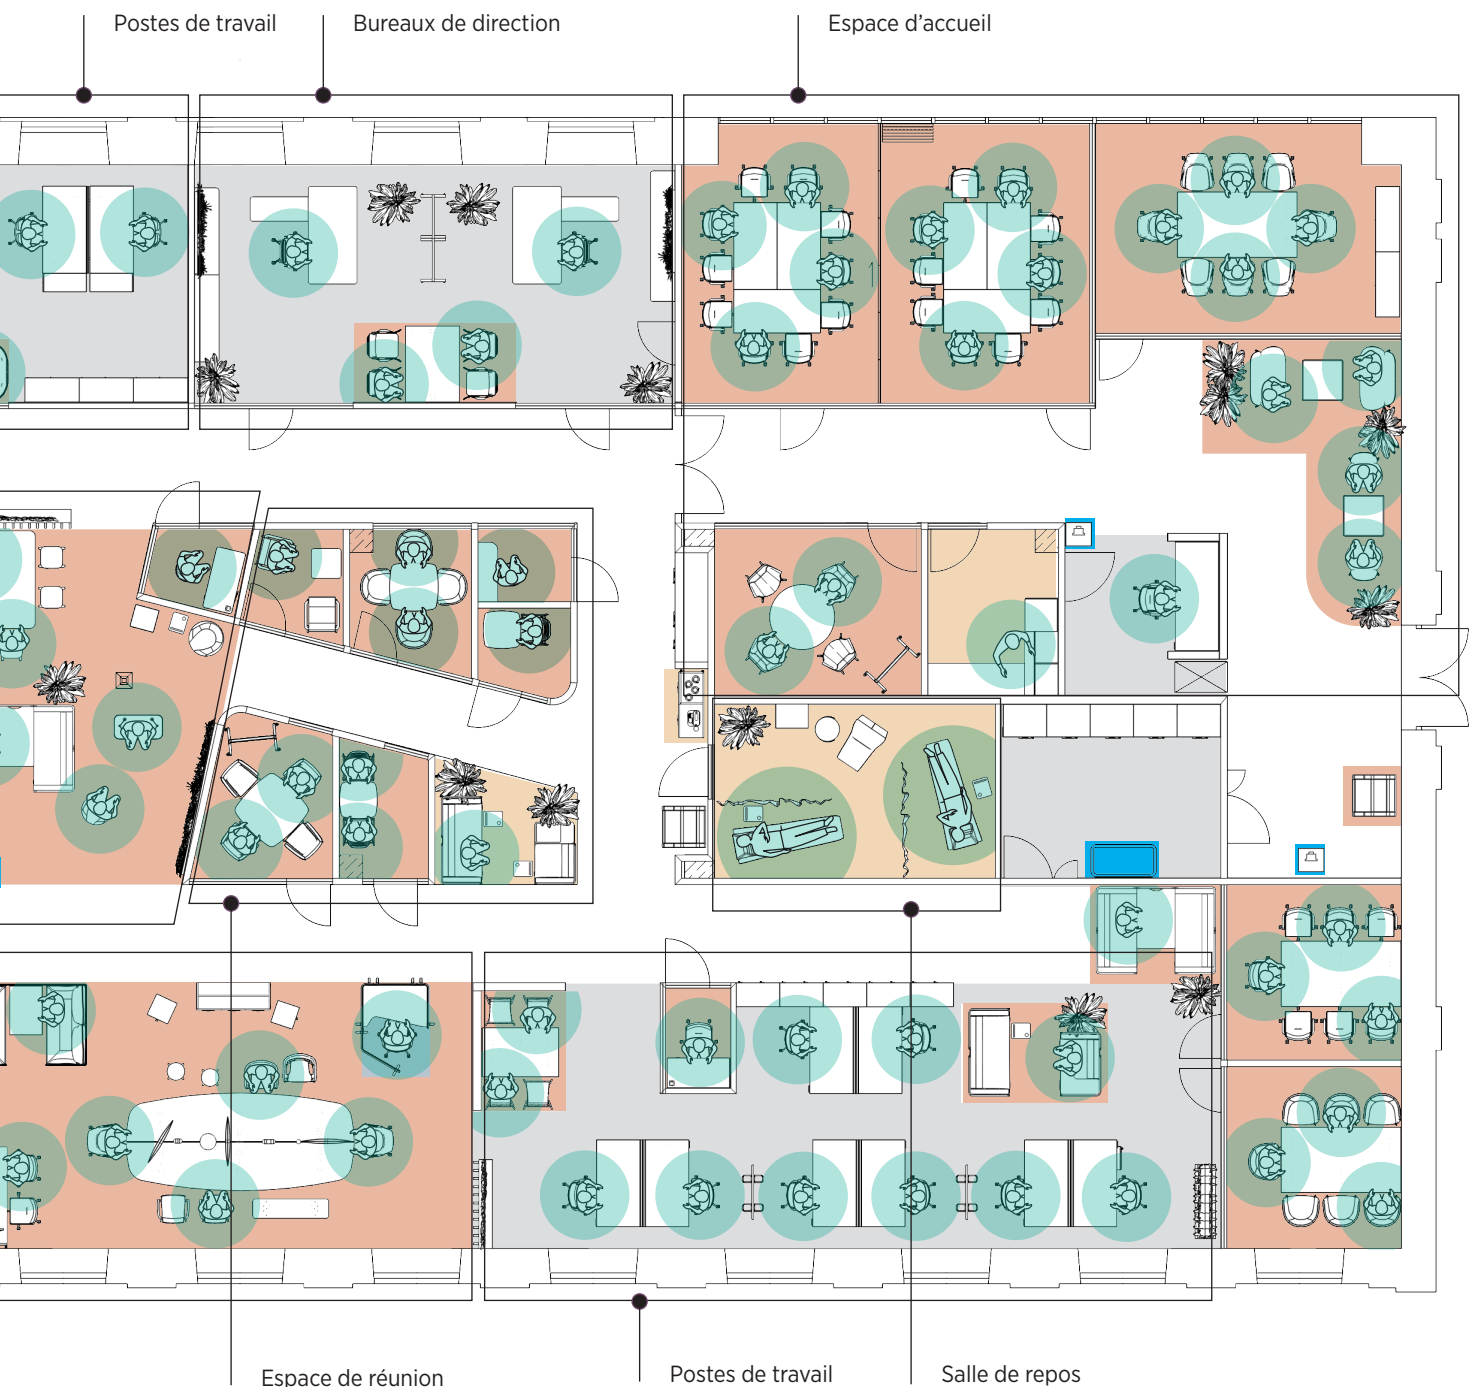 Postes de travail
Bureaux de direction
Espace d’accueil
Espace de réunion
Postes de travail
Salle de repos